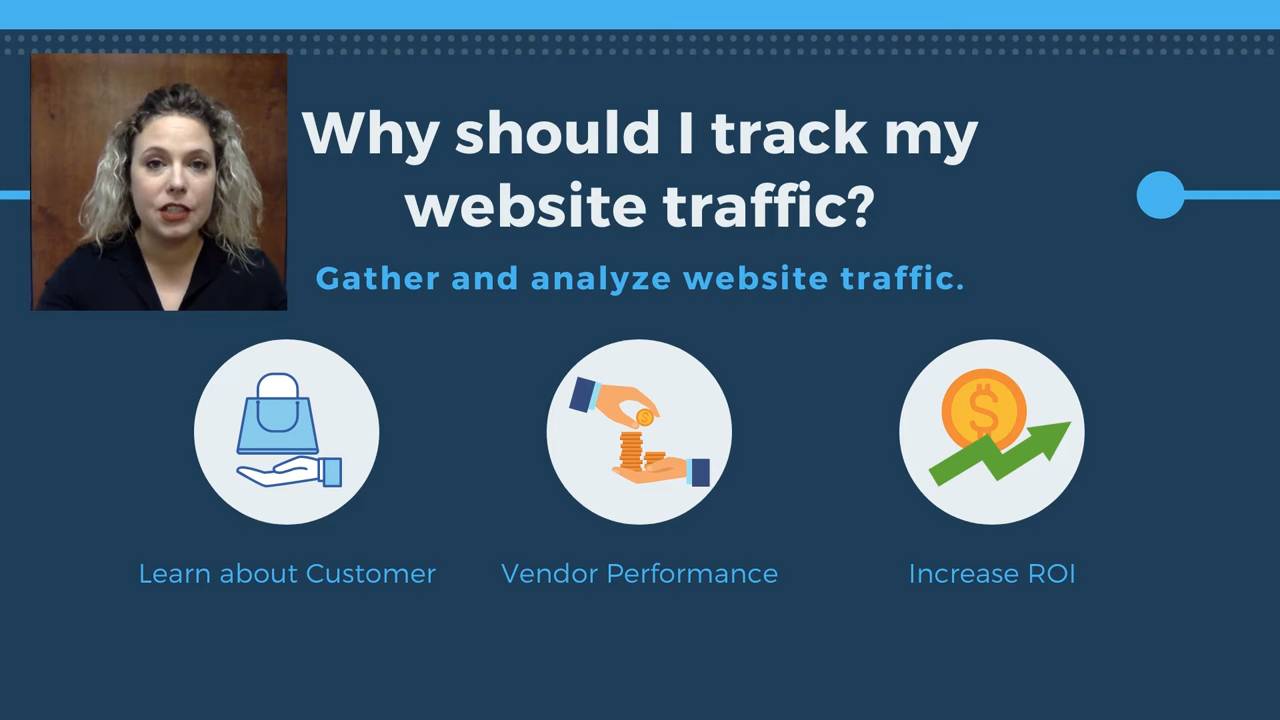 Why should I track my
website traffic?
Gather and analyze website traffic.
Learn about Customer
Vendor Performance
Increase ROI